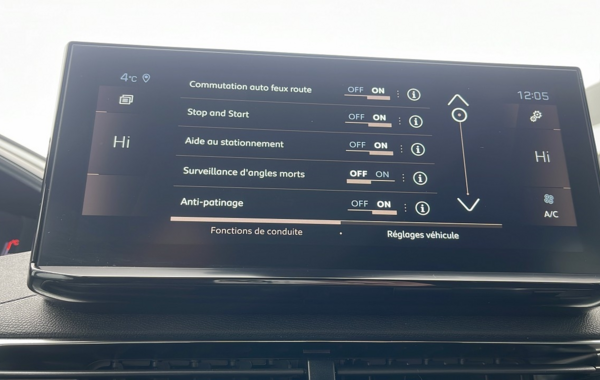 4°C
12:05
Commutation auto feux route OFF ON
Stop and Start OFF ON
Hi
Aide au stationnement OFF ON
Hi
Surveillance d'angles morts OFF ON
Anti-patinage OFF ON
A/C
Fonctions de conduite
Réglages véhicule